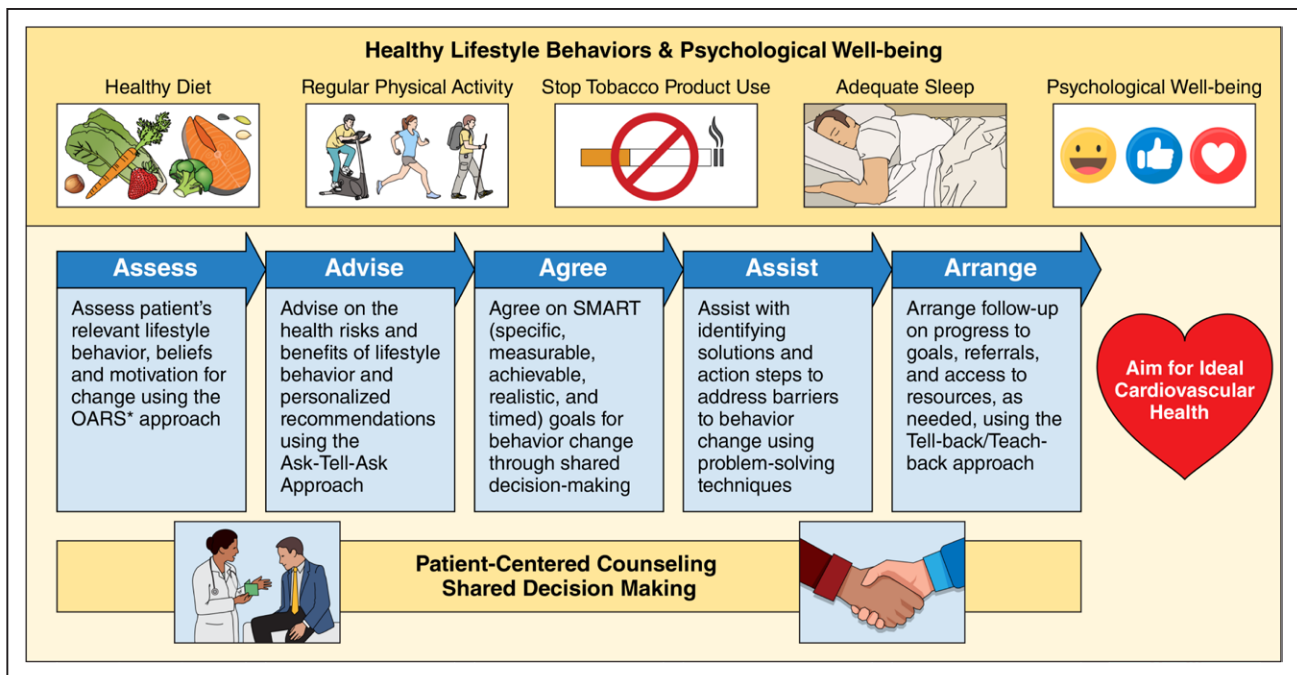 Healthy Lifestyle Behaviors & Psychological Well-being
Healthy Diet
Regular Physical Activity
Stop Tobacco Product Use
Adequate Sleep
Psychological Well-being
Assess
Assess patient's
relevant lifestyle
behavior, beliefs
and motivation for
change using the
OARS* approach
Advise
Advise on the
health risks and
benefits of lifestyle
behavior and
personalized
recommendations
using the
Ask-Tell-Ask
Approach
Agree
Agree on SMART
(specific,
measurable,
achievable,
realistic, and
timed) goals for
behavior change
through shared
decision-making
Assist
Assist with
identifying
solutions and
action steps to
address barriers
to behavior
change using
problem-solving
techniques
Arrange
Arrange follow-up
on progress to
goals, referrals,
and access to
resources, as
needed, using the
Tell-back/Teach-
back approach
Aim for Ideal
Cardiovascular
Health
Patient-Centered Counseling
Shared Decision Making